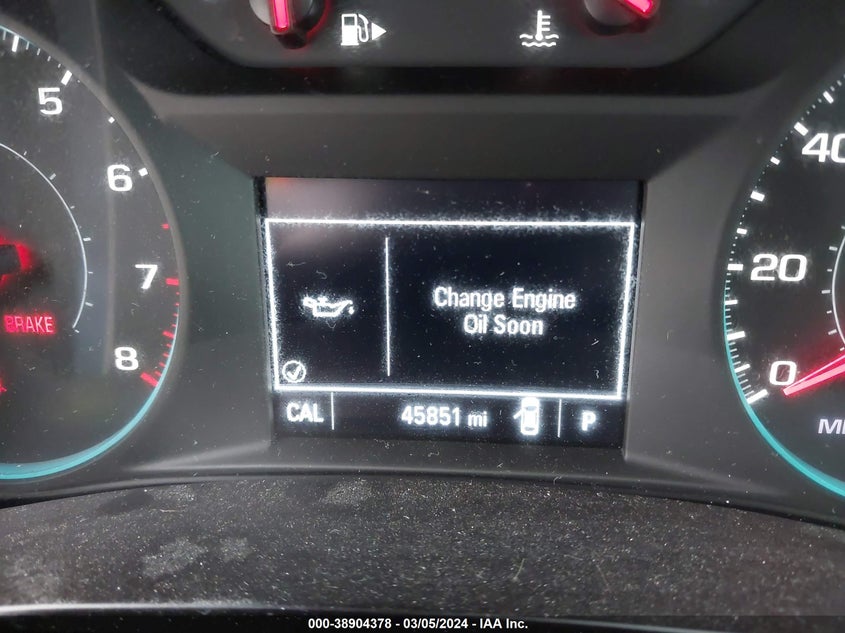 5
6
7
8
BRAKE
Change Engine
Oil Soon
CAL
45851 mi
P
40
20
0
000-38904378 - 03/05/2024 - IAA Inc.